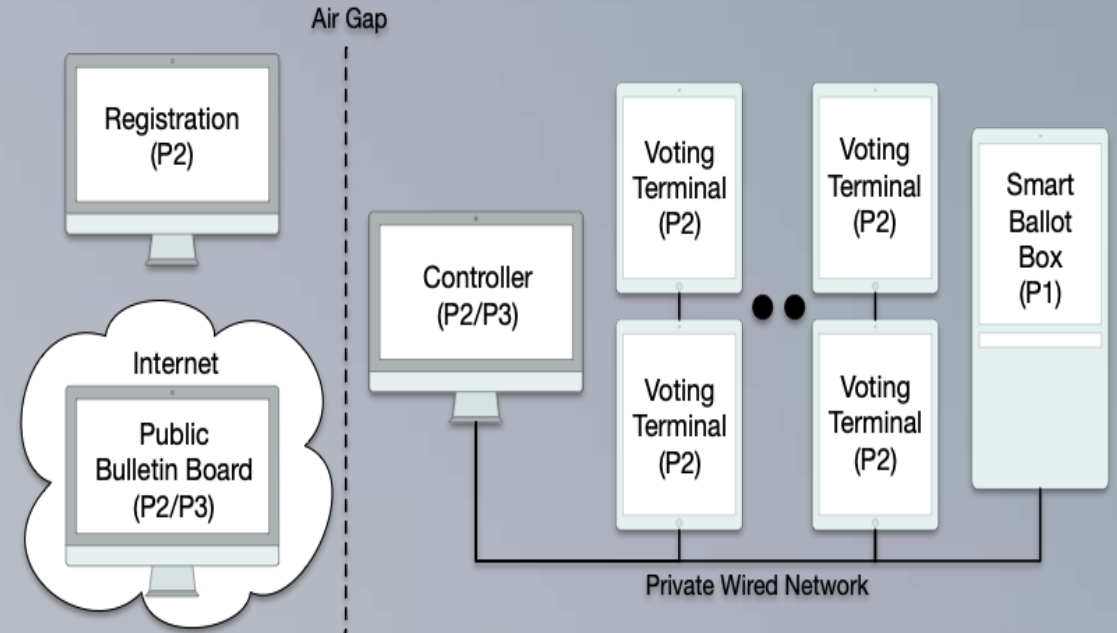 Air Gap
Registration
(P2)
Internet
Public
Bulletin Board
(P2/P3)
Controller
(P2/P3)
Voting
Terminal
(P2)
Voting
Terminal
(P2)
Voting
Terminal
(P2)
Voting
Terminal
(P2)
Smart
Ballot
Box
(P1)
Private Wired Network